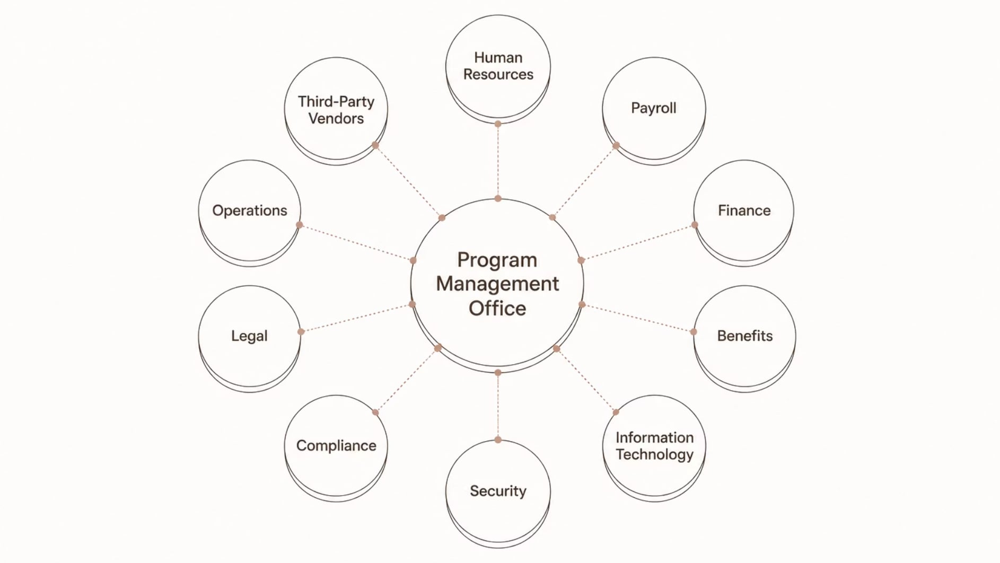 Human
Resources
Third-Party
Vendors
Payroll
Operations
Finance
Program
Management
Office
Legal
Benefits
Compliance
Information
Technology
Security